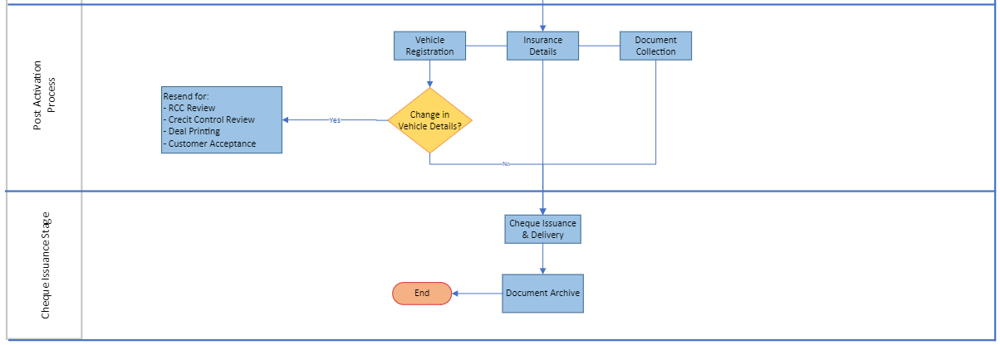 Post Activation
Process
Vehicle
Registration
Insurance
Details
Document
Collection
Resend for:
- RCC Review
- Crecit Control Review
- Deal Printing
- Customer Acceptance
Yes
Change in
Vehicle Details?
No
Cheque Issuance Stage
Cheque Issuance
& Delivery
Document Archive
End